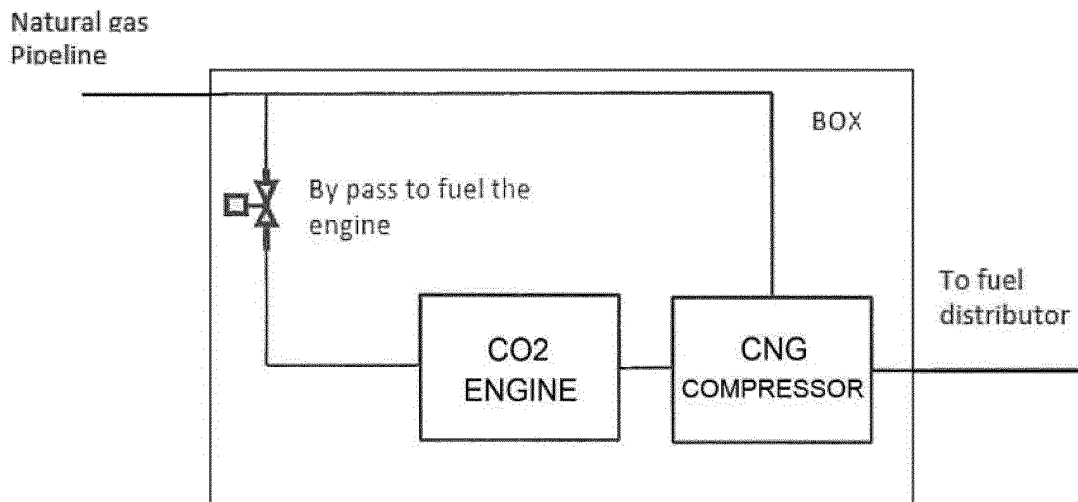 Natural gas
Pipeline
BOX
By pass to fuel the
engine
To fuel
distributor
CO2
ENGINE
CNG
COMPRESSOR